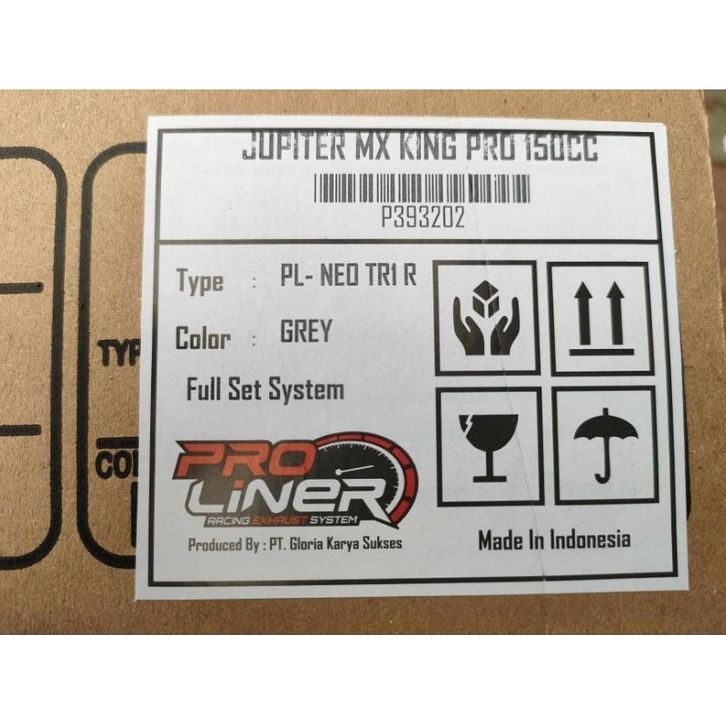 JUPITER MX KING PRO 150CC
P393202
Type : PL- NEO TR1 R
Color : GREY
Full Set System
PRO
LiNER
RACING EXHAUST SYSTEM
Produced By : PT. Gloria Karya Sukses
Made In Indonesia